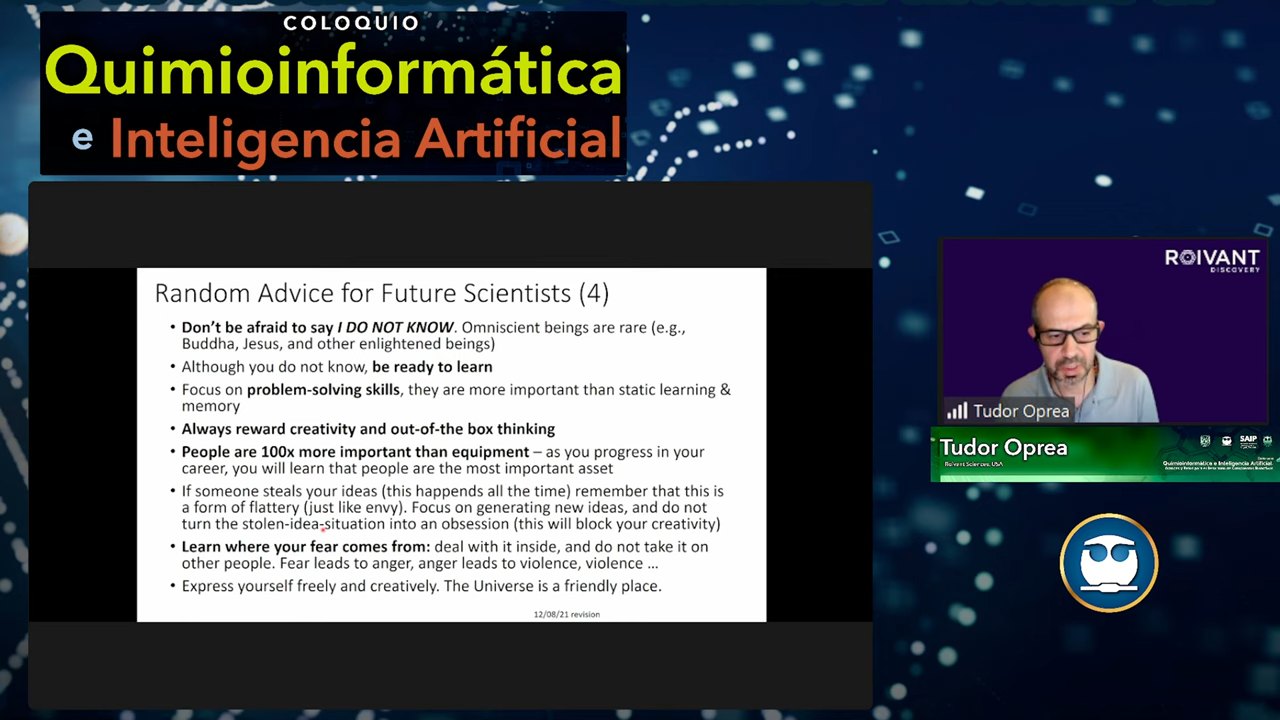 COLOQUIO
Quimioinformática
e Inteligencia Artificial
Random Advice for Future Scientists (4)
• Don't be afraid to say I DO NOT KNOW. Omniscient beings are rare (e.g.,
Buddha, Jesus, and other enlightened beings)
• Although you do not know, be ready to learn
• Focus on problem-solving skills, they are more important than static learning &
memory
• Always reward creativity and out-of-the box thinking
• People are 100x more important than equipment – as you progress in your
career, you will learn that people are the most important asset
• If someone steals your ideas (this happends all the time) remember that this is
a form of flattery (just like envy). Focus on generating new ideas, and do not
turn the stolen-idea-situation into an obsession (this will block your creativity)
• Learn where your fear comes from: deal with it inside, and do not take it on
other people. Fear leads to anger, anger leads to violence, violence ...
• Express yourself freely and creatively. The Universe is a friendly place.
12/08/21 revision
ROIVANT
DISCOVERY
Tudor Oprea
Tudor Oprea
Roivant Sciences, USA
SAIP
Quimioinformática e Inteligencia Artificial